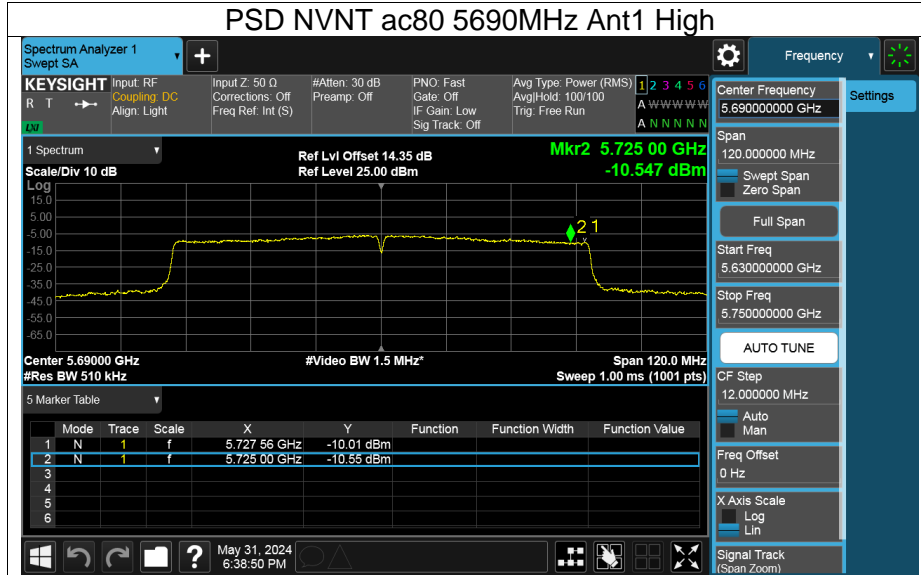 PSD NVNT ac80 5690MHz Ant1 High
Spectrum Analyzer 1
Swept SA
+
Frequency
KEYSIGHT
R T
LXI
Input: RF
Coupling: DC
Align: Light
Input Z: 50 Ω
Corrections: Off
Freq Ref: Int (S)
#Atten: 30 dB
Preamp: Off
PNO: Fast
Gate: Off
IF Gain: Low
Sig Track: Off
Avg Type: Power (RMS)
Avg|Hold: 100/100
Trig: Free Run
1 2 3 4 5 6
A W W W W W
A N N N N N
1 Spectrum
Scale/Div 10 dB
Ref Lvl Offset 14.35 dB
Ref Level 25.00 dBm
Mkr2 5.725 00 GHz
-10.547 dBm
Log
15.0
5.00
-5.00
-15.0
-25.0
-35.0
-45.0
-55.0
-65.0
2 1
Center 5.69000 GHz
#Video BW 1.5 MHz*
Span 120.0 MHz
#Res BW 510 kHz
Sweep 1.00 ms (1001 pts)
5 Marker Table
Mode Trace Scale X Y Function Function Width Function Value
1 N 1 f 5.727 56 GHz -10.01 dBm
2 N 1 f 5.725 00 GHz -10.55 dBm
3
4
5
6
?
May 31, 2024
6:38:50 PM
Center Frequency
5.690000000 GHz
Settings
Span
120.000000 MHz
Swept Span
Zero Span
Full Span
Start Freq
5.630000000 GHz
Stop Freq
5.750000000 GHz
AUTO TUNE
CF Step
12.000000 MHz
Auto
Man
Freq Offset
0 Hz
X Axis Scale
Log
Lin
Signal Track
(Span Zoom)